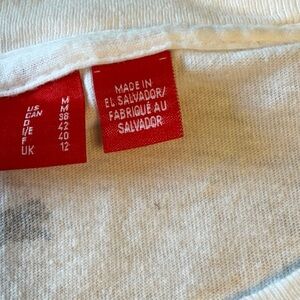 US M
CAN M
D 38
I/E 42
F 40
UK 12
MADE IN
EL SALVADOR/
FABRIQUÉ AU
SALVADOR